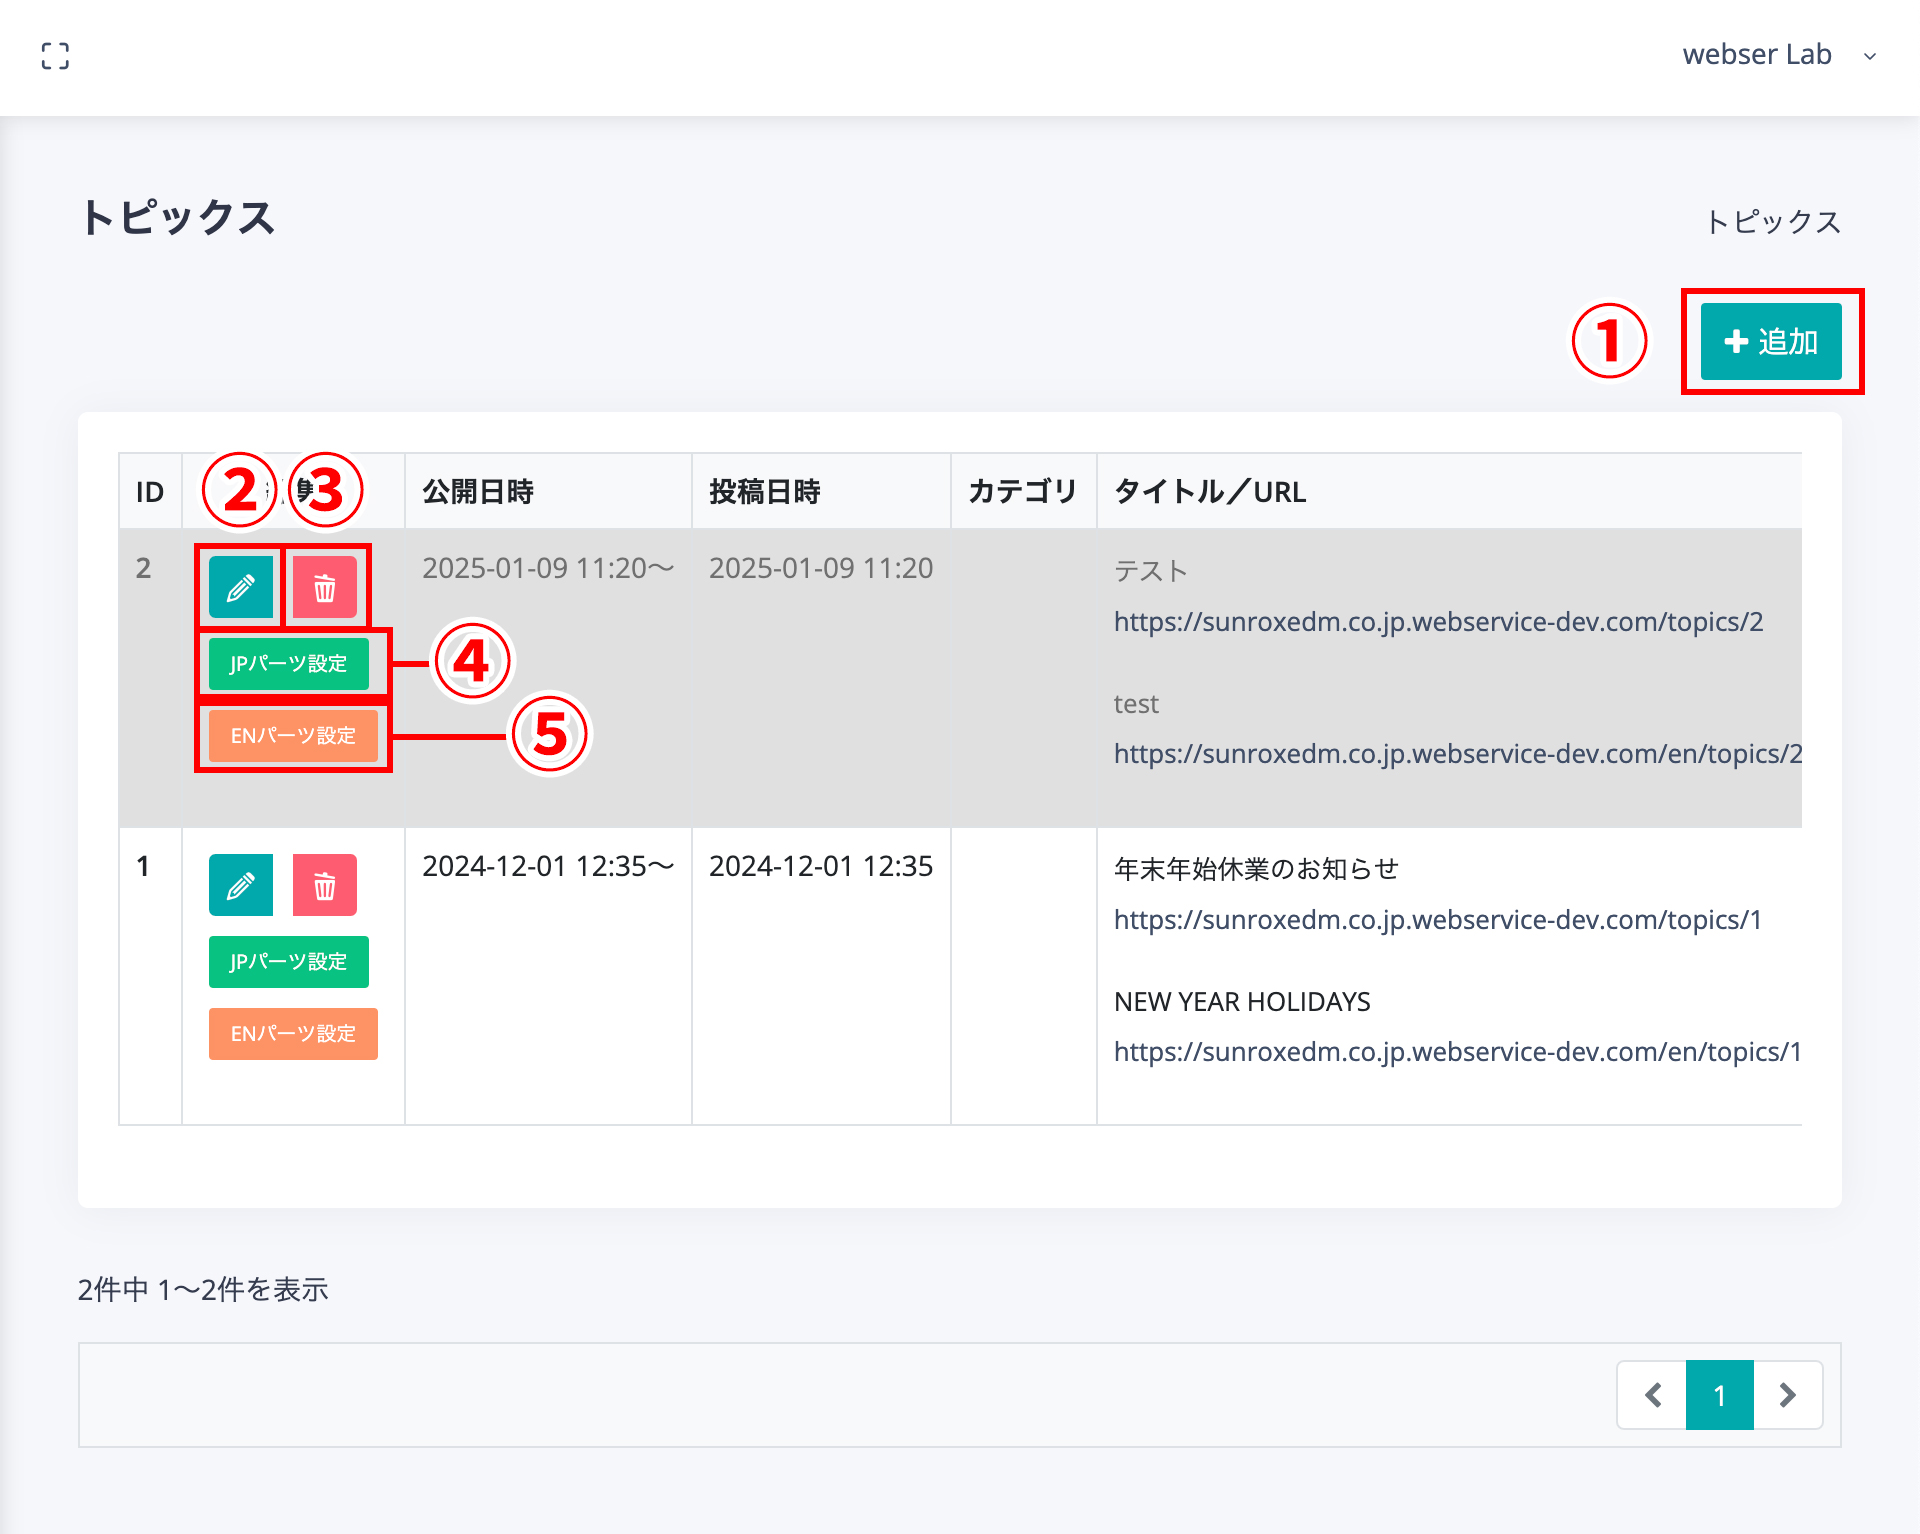 webser Lab
トピックス
トピックス
①
追加
ID ② ③ 公開日時 投稿日時 カテゴリ タイトル／URL
2 2025-01-09 11:20～ 2025-01-09 11:20 テスト
https://sunroxedm.co.jp.webservice-dev.com/topics/2
JPパーツ設定 ④
test
ENパーツ設定 ⑤
https://sunroxedm.co.jp.webservice-dev.com/en/topics/2
1 2024-12-01 12:35～ 2024-12-01 12:35 年末年始休業のお知らせ
https://sunroxedm.co.jp.webservice-dev.com/topics/1
JPパーツ設定
NEW YEAR HOLIDAYS
ENパーツ設定
https://sunroxedm.co.jp.webservice-dev.com/en/topics/1
2件中 1～2件を表示
1